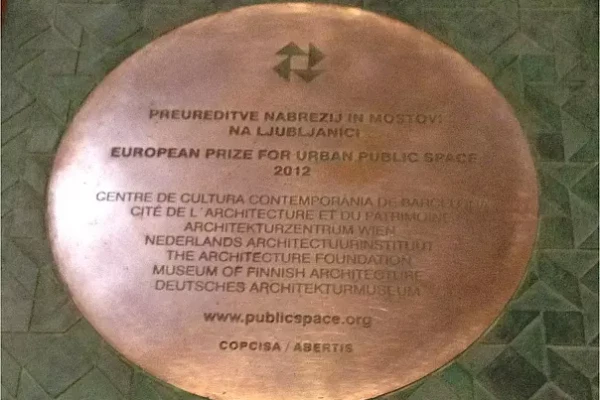 PREUREDITVE NABREZIJ IN MOSTOVI
NA LJUBLJANICI
EUROPEAN PRIZE FOR URBAN PUBLIC SPACE
2012
CENTRE DE CULTURA CONTEMPORÀNIA DE BARCELONA
CITÉ DE L'ARCHITECTURE ET DU PATRIMOINE
ARCHITEKTURZENTRUM WIEN
NEDERLANDS ARCHITECTUURINSTITUUT
THE ARCHITECTURE FOUNDATION
MUSEUM OF FINNISH ARCHITECTURE
DEUTSCHES ARCHITEKTURMUSEUM
www.publicspace.org
COPCISA / ABERTIS